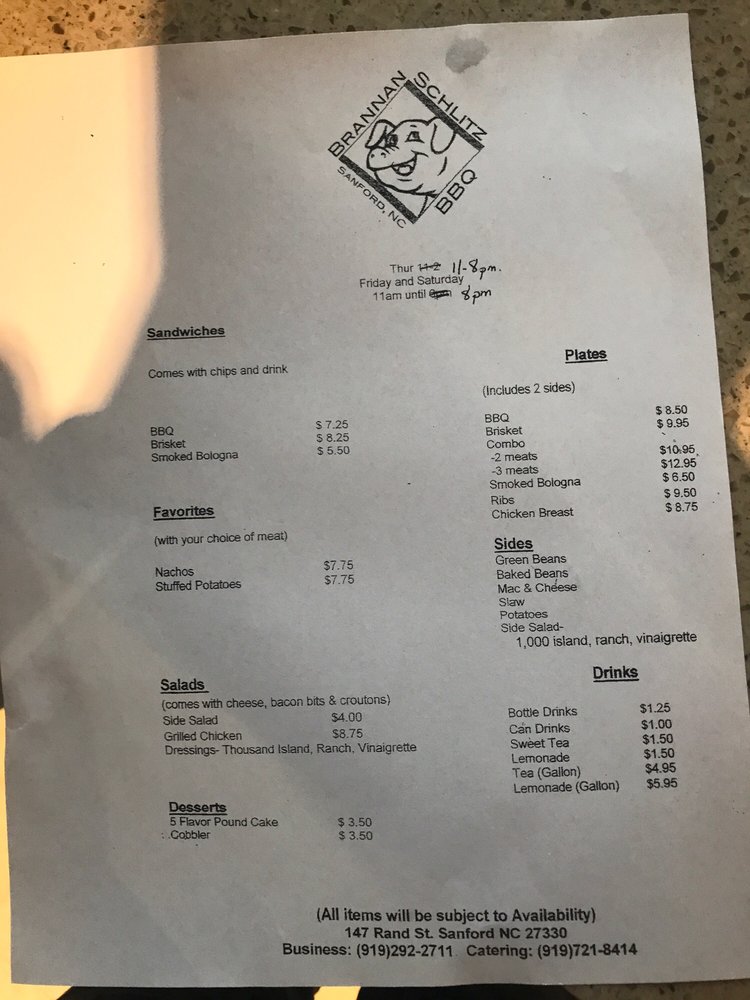 BRANNAN SCHLITZ
BBQ
SANFORD, NC
Thur 11-2 11-8pm.
Friday and Saturday
11am until 8pm
Sandwiches
Comes with chips and drink
BBQ $ 7.25
Brisket $ 8.25
Smoked Bologna $ 5.50
Favorites
(with your choice of meat)
Nachos $7.75
Stuffed Potatoes $7.75
Salads
(comes with cheese, bacon bits & croutons)
Side Salad $4.00
Grilled Chicken $8.75
Dressings- Thousand Island, Ranch, Vinaigrette
Desserts
5 Flavor Pound Cake $ 3.50
Cobbler $ 3.50
Plates
(Includes 2 sides)
BBQ $ 8.50
Brisket $ 9.95
Combo
-2 meats $10.95
-3 meats $12.95
Smoked Bologna $ 6.50
Ribs $ 9.50
Chicken Breast $ 8.75
Sides
Green Beans
Baked Beans
Mac & Cheese
Slaw
Potatoes
Side Salad-
1,000 island, ranch, vinaigrette
Drinks
Bottle Drinks $1.25
Can Drinks $1.00
Sweet Tea $1.50
Lemonade $1.50
Tea (Gallon) $4.95
Lemonade (Gallon) $5.95
(All items will be subject to Availability)
147 Rand St. Sanford NC 27330
Business: (919)292-2711 Catering: (919)721-8414